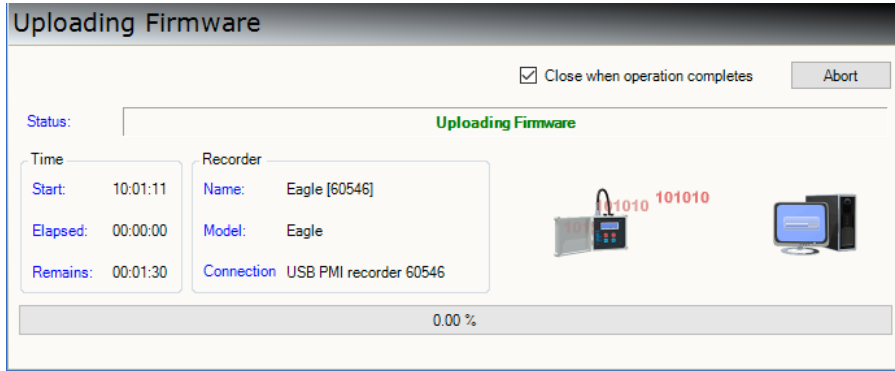 Uploading Firmware
Close when operation completes
Abort
Status:
Uploading Firmware
Time
Start: 10:01:11
Elapsed: 00:00:00
Remains: 00:01:30
Recorder
Name: Eagle [60546]
Model: Eagle
Connection USB PMI recorder 60546
101010
101010
101
0.00 %